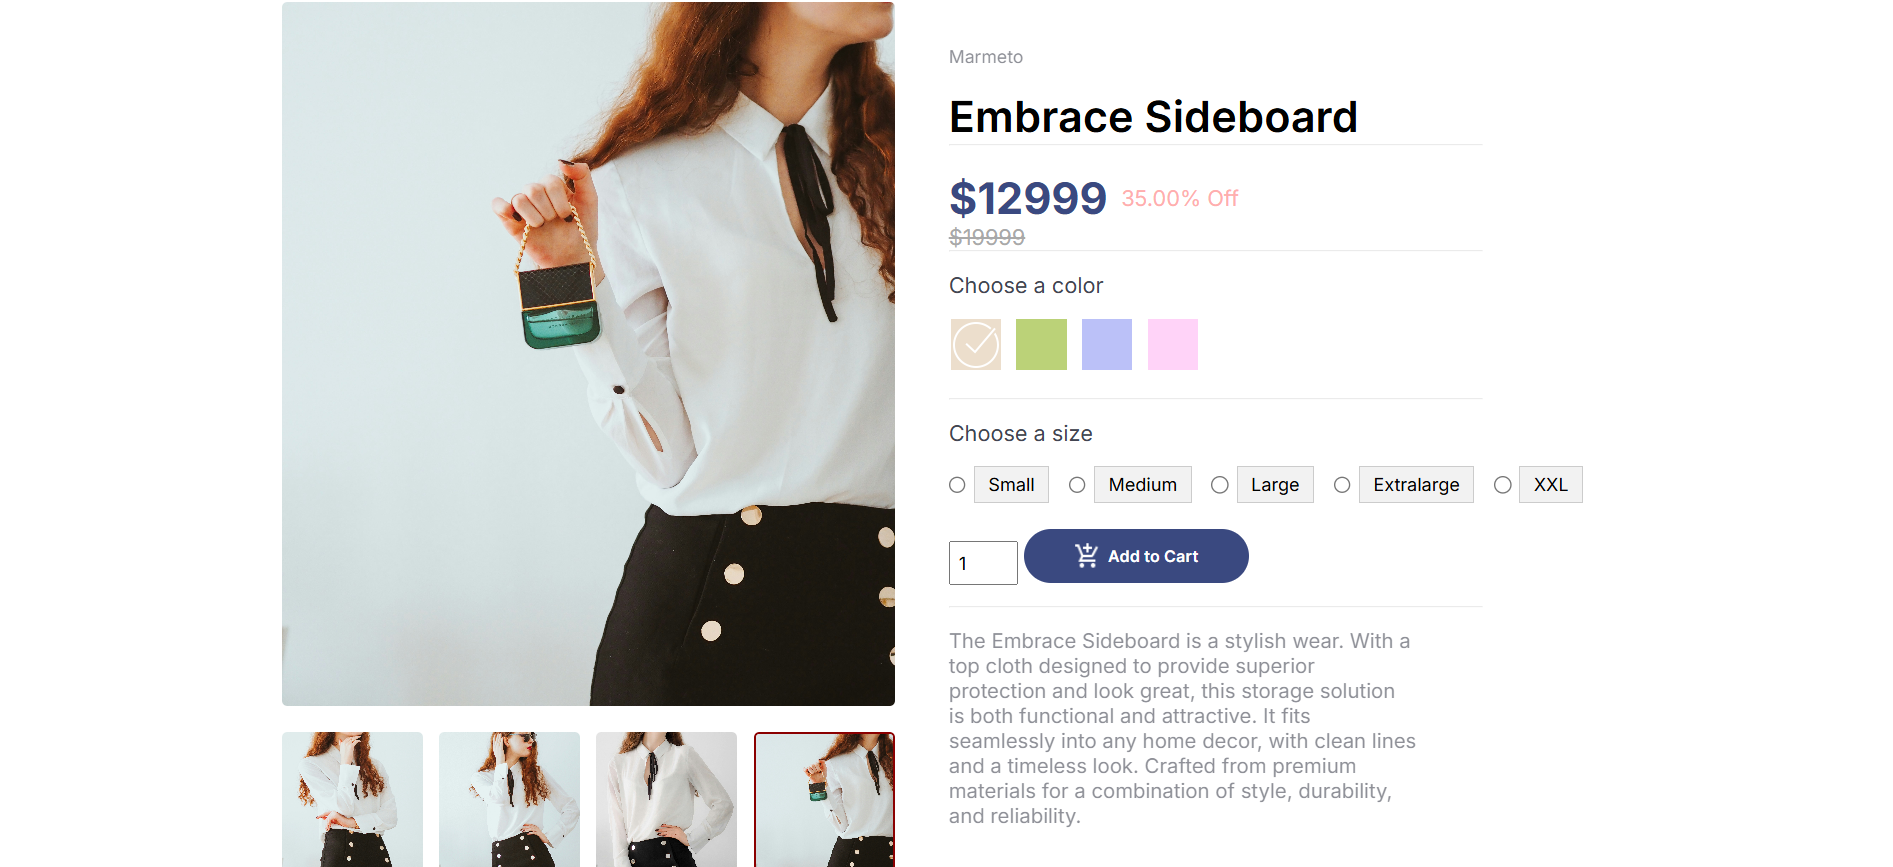 Marmeto
Embrace Sideboard
$12999 35.00% Off
$19999
Choose a color
Choose a size
Small Medium Large Extralarge XXL
1 Add to Cart
The Embrace Sideboard is a stylish wear. With a
top cloth designed to provide superior
protection and look great, this storage solution
is both functional and attractive. It fits
seamlessly into any home decor, with clean lines
and a timeless look. Crafted from premium
materials for a combination of style, durability,
and reliability.